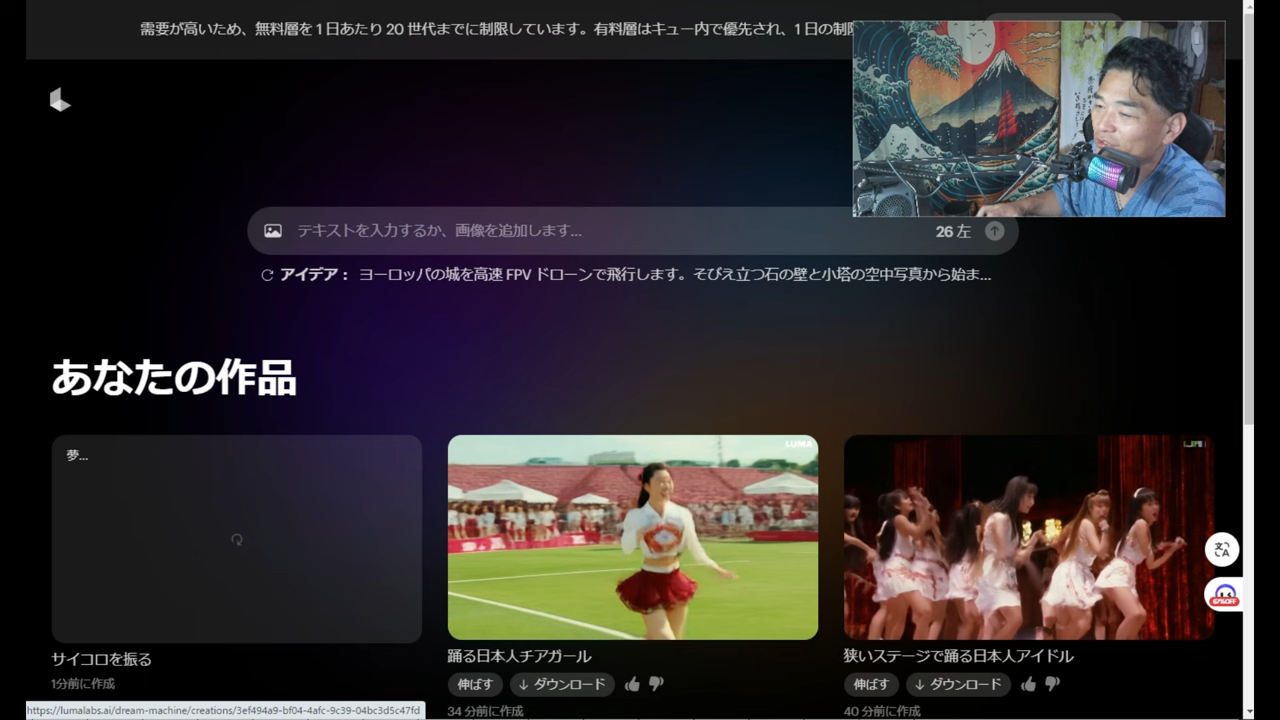 需要が高いため、無料層を1日あたり 20 世代までに制限しています。有料層はキュー内で優先され、1日の制限
テキストを入力するか、画像を追加します...
26 左
アイデア： ヨーロッパの城を高速 FPV ドローンで飛行します。そびえ立つ石の壁と小塔の空中写真から始ま...
あなたの作品
夢...
LUMA
サイコロを振る
1分前に作成
踊る日本人チアガール
伸ばす
ダウンロード
34 分前に作成
狭いステージで踊る日本人アイドル
伸ばす
ダウンロード
40 分前に作成
https://lumalabs.ai/dream-machine/creations/3ef494a9-bf04-4afc-9c39-04bc3d5c47fd